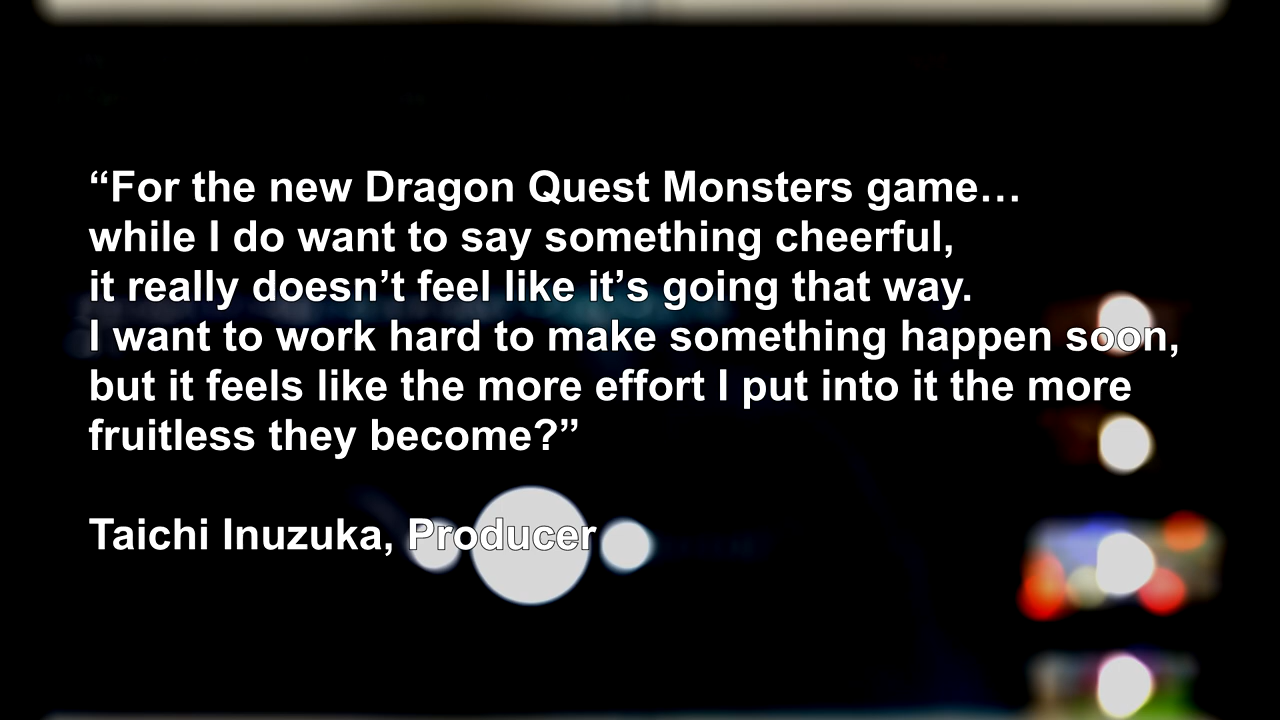 “For the new Dragon Quest Monsters game…
while I do want to say something cheerful,
it really doesn’t feel like it’s going that way.
I want to work hard to make something happen soon,
but it feels like the more effort I put into it the more
fruitless they become?”
Taichi Inuzuka, Producer